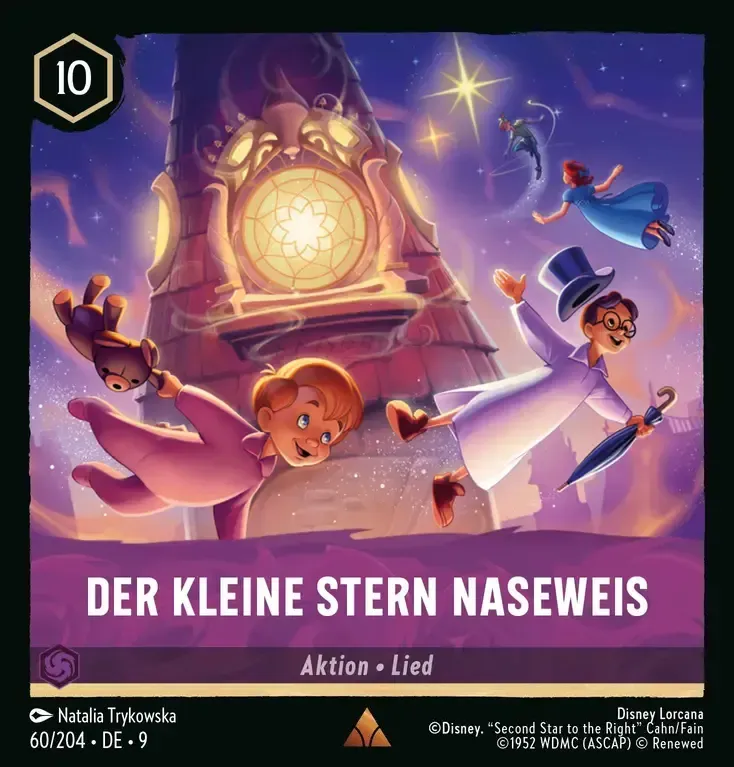 10
DER KLEINE STERN NASEWEIS
Aktion • Lied
Natalia Trykowska
60/204 • DE • 9
Disney Lorcana
©Disney. “Second Star to the Right” Cahn/Fain
©1952 WDMC (ASCAP) © Renewed